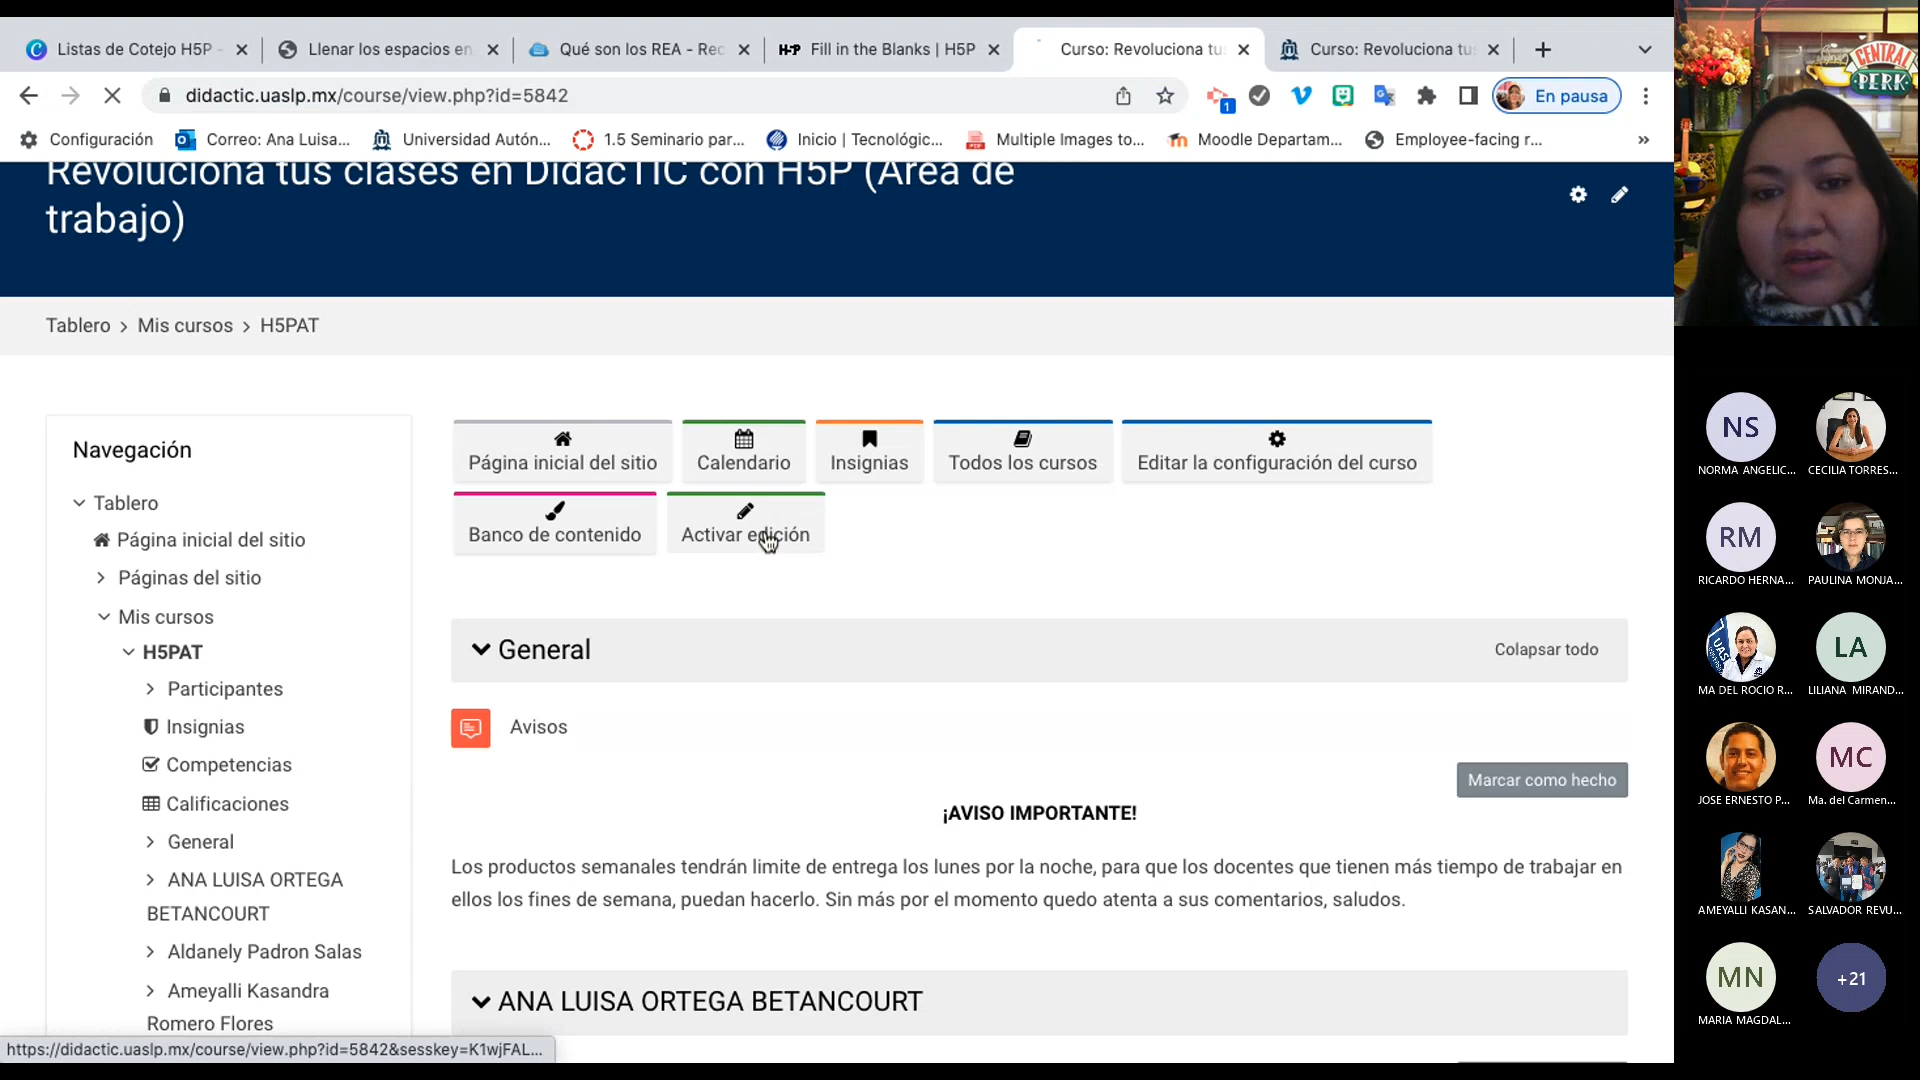 Listas de Cotejo H5P -
Llenar los espacios en
Qué son los REA - Rec
H-P Fill in the Blanks | H5P
Curso: Revoluciona tu
Curso: Revoluciona tus
didactic.uaslp.mx/course/view.php?id=5842
1
En pausa
Configuración
Correo: Ana Luisa...
Universidad Autón...
1.5 Seminario par...
Inicio | Tecnológic...
Multiple Images to...
Moodle Departam...
Employee-facing r...
»
Revoluciona tus clases en DidacTIC con H5P (Área de
trabajo)
Tablero > Mis cursos > H5PAT
Navegación
Tablero
Página inicial del sitio
Páginas del sitio
Mis cursos
H5PAT
Participantes
Insignias
Competencias
Calificaciones
General
ANA LUISA ORTEGA
BETANCOURT
Aldanely Padron Salas
Ameyalli Kasandra
Romero Flores
Página inicial del sitio
Calendario
Insignias
Todos los cursos
Editar la configuración del curso
Banco de contenido
Activar edición
General
Colapsar todo
Avisos
Marcar como hecho
¡AVISO IMPORTANTE!
Los productos semanales tendrán limite de entrega los lunes por la noche, para que los docentes que tienen más tiempo de trabajar en
ellos los fines de semana, puedan hacerlo. Sin más por el momento quedo atenta a sus comentarios, saludos.
ANA LUISA ORTEGA BETANCOURT
https://didactic.uaslp.mx/course/view.php?id=5842&sesskey=K1wjFAL...
CENTRAL
PERK
NS
NORMA ANGELIC...
CECILIA TORRES...
RM
RICARDO HERNA...
PAULINA MONJA...
UAS
MA DEL ROCIO R...
LA
LILIANA MIRAND...
JOSE ERNESTO P...
MC
Ma. del Carmen...
AMEYALLI KASAN...
SALVADOR REVU...
MN
MARIA MAGDAL...
+21